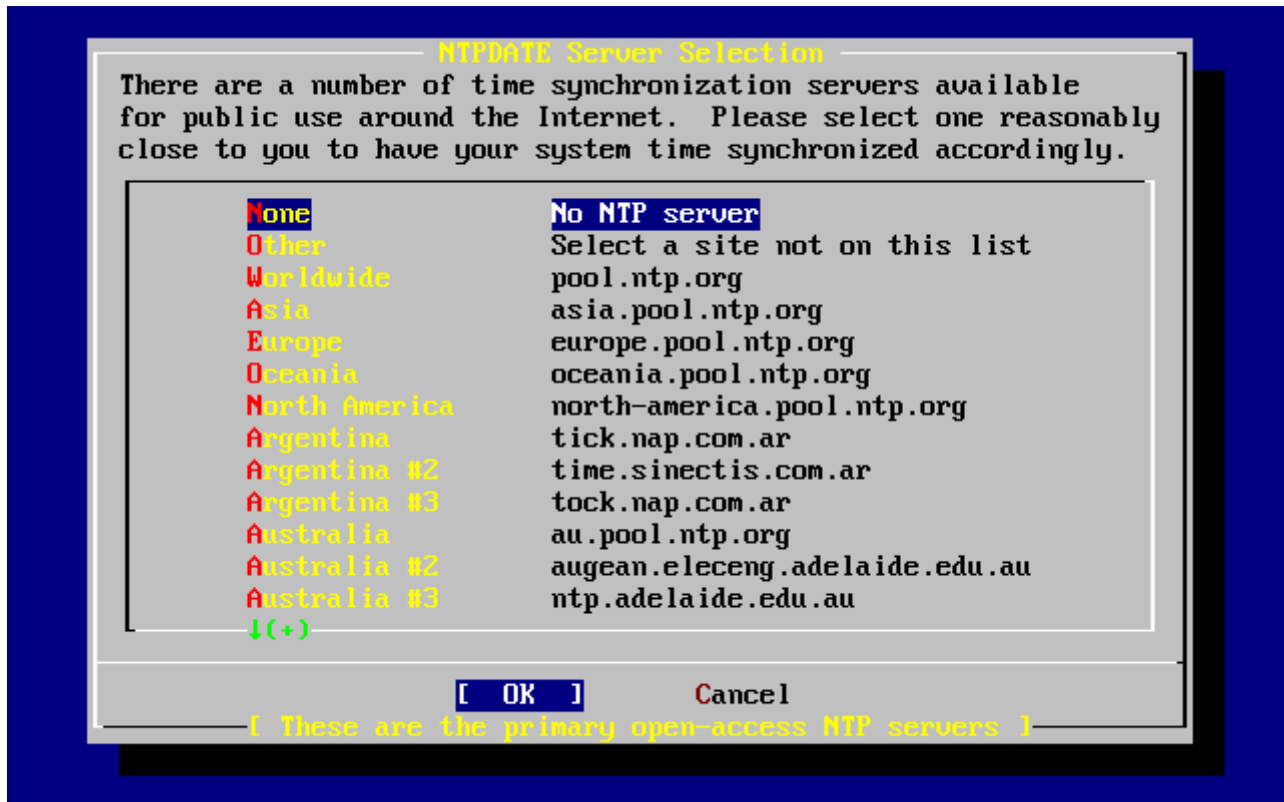 NTPDATE Server Selection
There are a number of time synchronization servers available
for public use around the Internet.  Please select one reasonably
close to you to have your system time synchronized accordingly.
None No NTP server
Other Select a site not on this list
Worldwide pool.ntp.org
Asia asia.pool.ntp.org
Europe europe.pool.ntp.org
Oceania oceania.pool.ntp.org
North America north-america.pool.ntp.org
Argentina tick.nap.com.ar
Argentina #2 time.sinectis.com.ar
Argentina #3 tock.nap.com.ar
Australia au.pool.ntp.org
Australia #2 augean.eleceng.adelaide.edu.au
Australia #3 ntp.adelaide.edu.au
↓(+)
[ OK ] Cancel
[ These are the primary open-access NTP servers ]